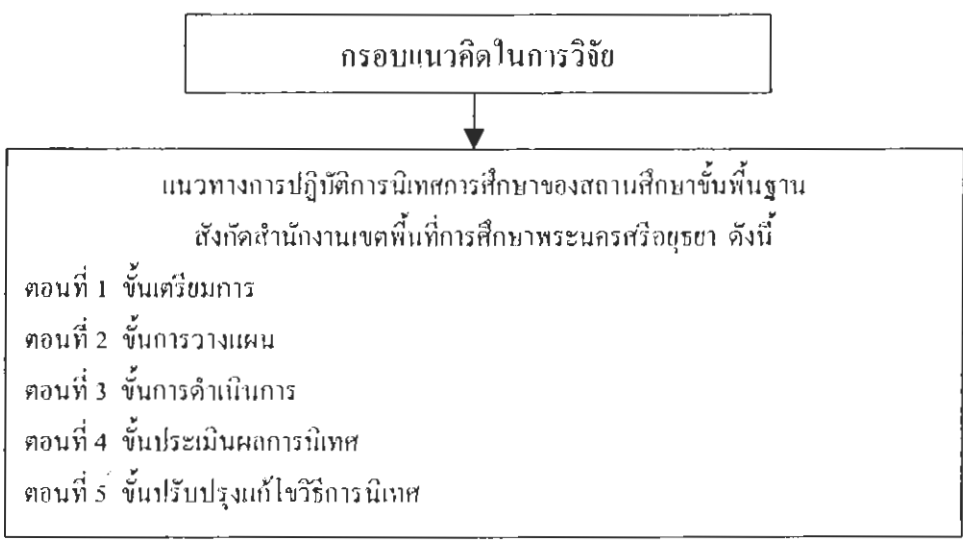 กรอบแนวคิดในการวิจัย
แนวทางการปฏิบัติการนิเทศการศึกษาของสถานศึกษาขั้นพื้นฐาน
สังกัดสำนักงานเขตพื้นที่การศึกษาพระนครศรีอยุธยา ดังนี้
ตอนที่ 1 ขั้นเตรียมการ
ตอนที่ 2 ขั้นการวางแผน
ตอนที่ 3 ขั้นการดำเนินการ
ตอนที่ 4 ขั้นประเมินผลการนิเทศ
ตอนที่ 5 ขั้นปรับปรุงแก้ไขวิธีการนิเทศ